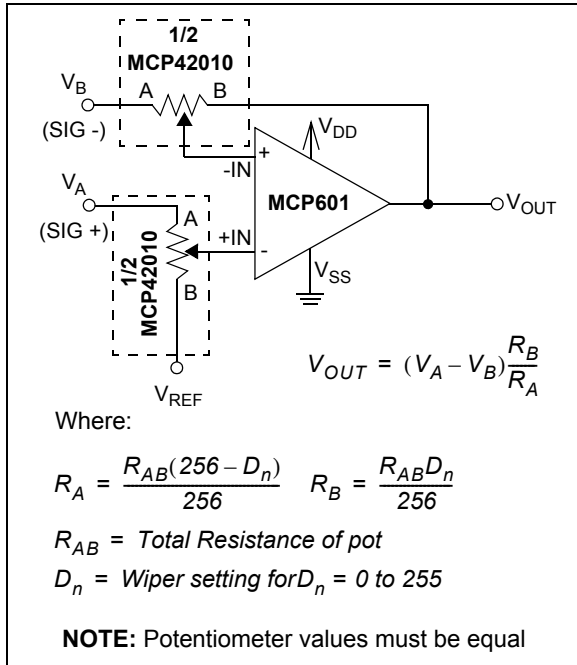 1/2
MCP42010
V_B
A
B
(SIG -)
V_DD
+
-IN
V_A
MCP601
V_OUT
(SIG +)
A
+IN
-
1/2
MCP42010
B
V_SS
V_REF
V_OUT = (V_A – V_B) R_B/R_A
Where:
R_A = R_AB(256 – D_n)/256 R_B = R_AB D_n/256
R_AB = Total Resistance of pot
D_n = Wiper setting forD_n = 0 to 255
NOTE: Potentiometer values must be equal